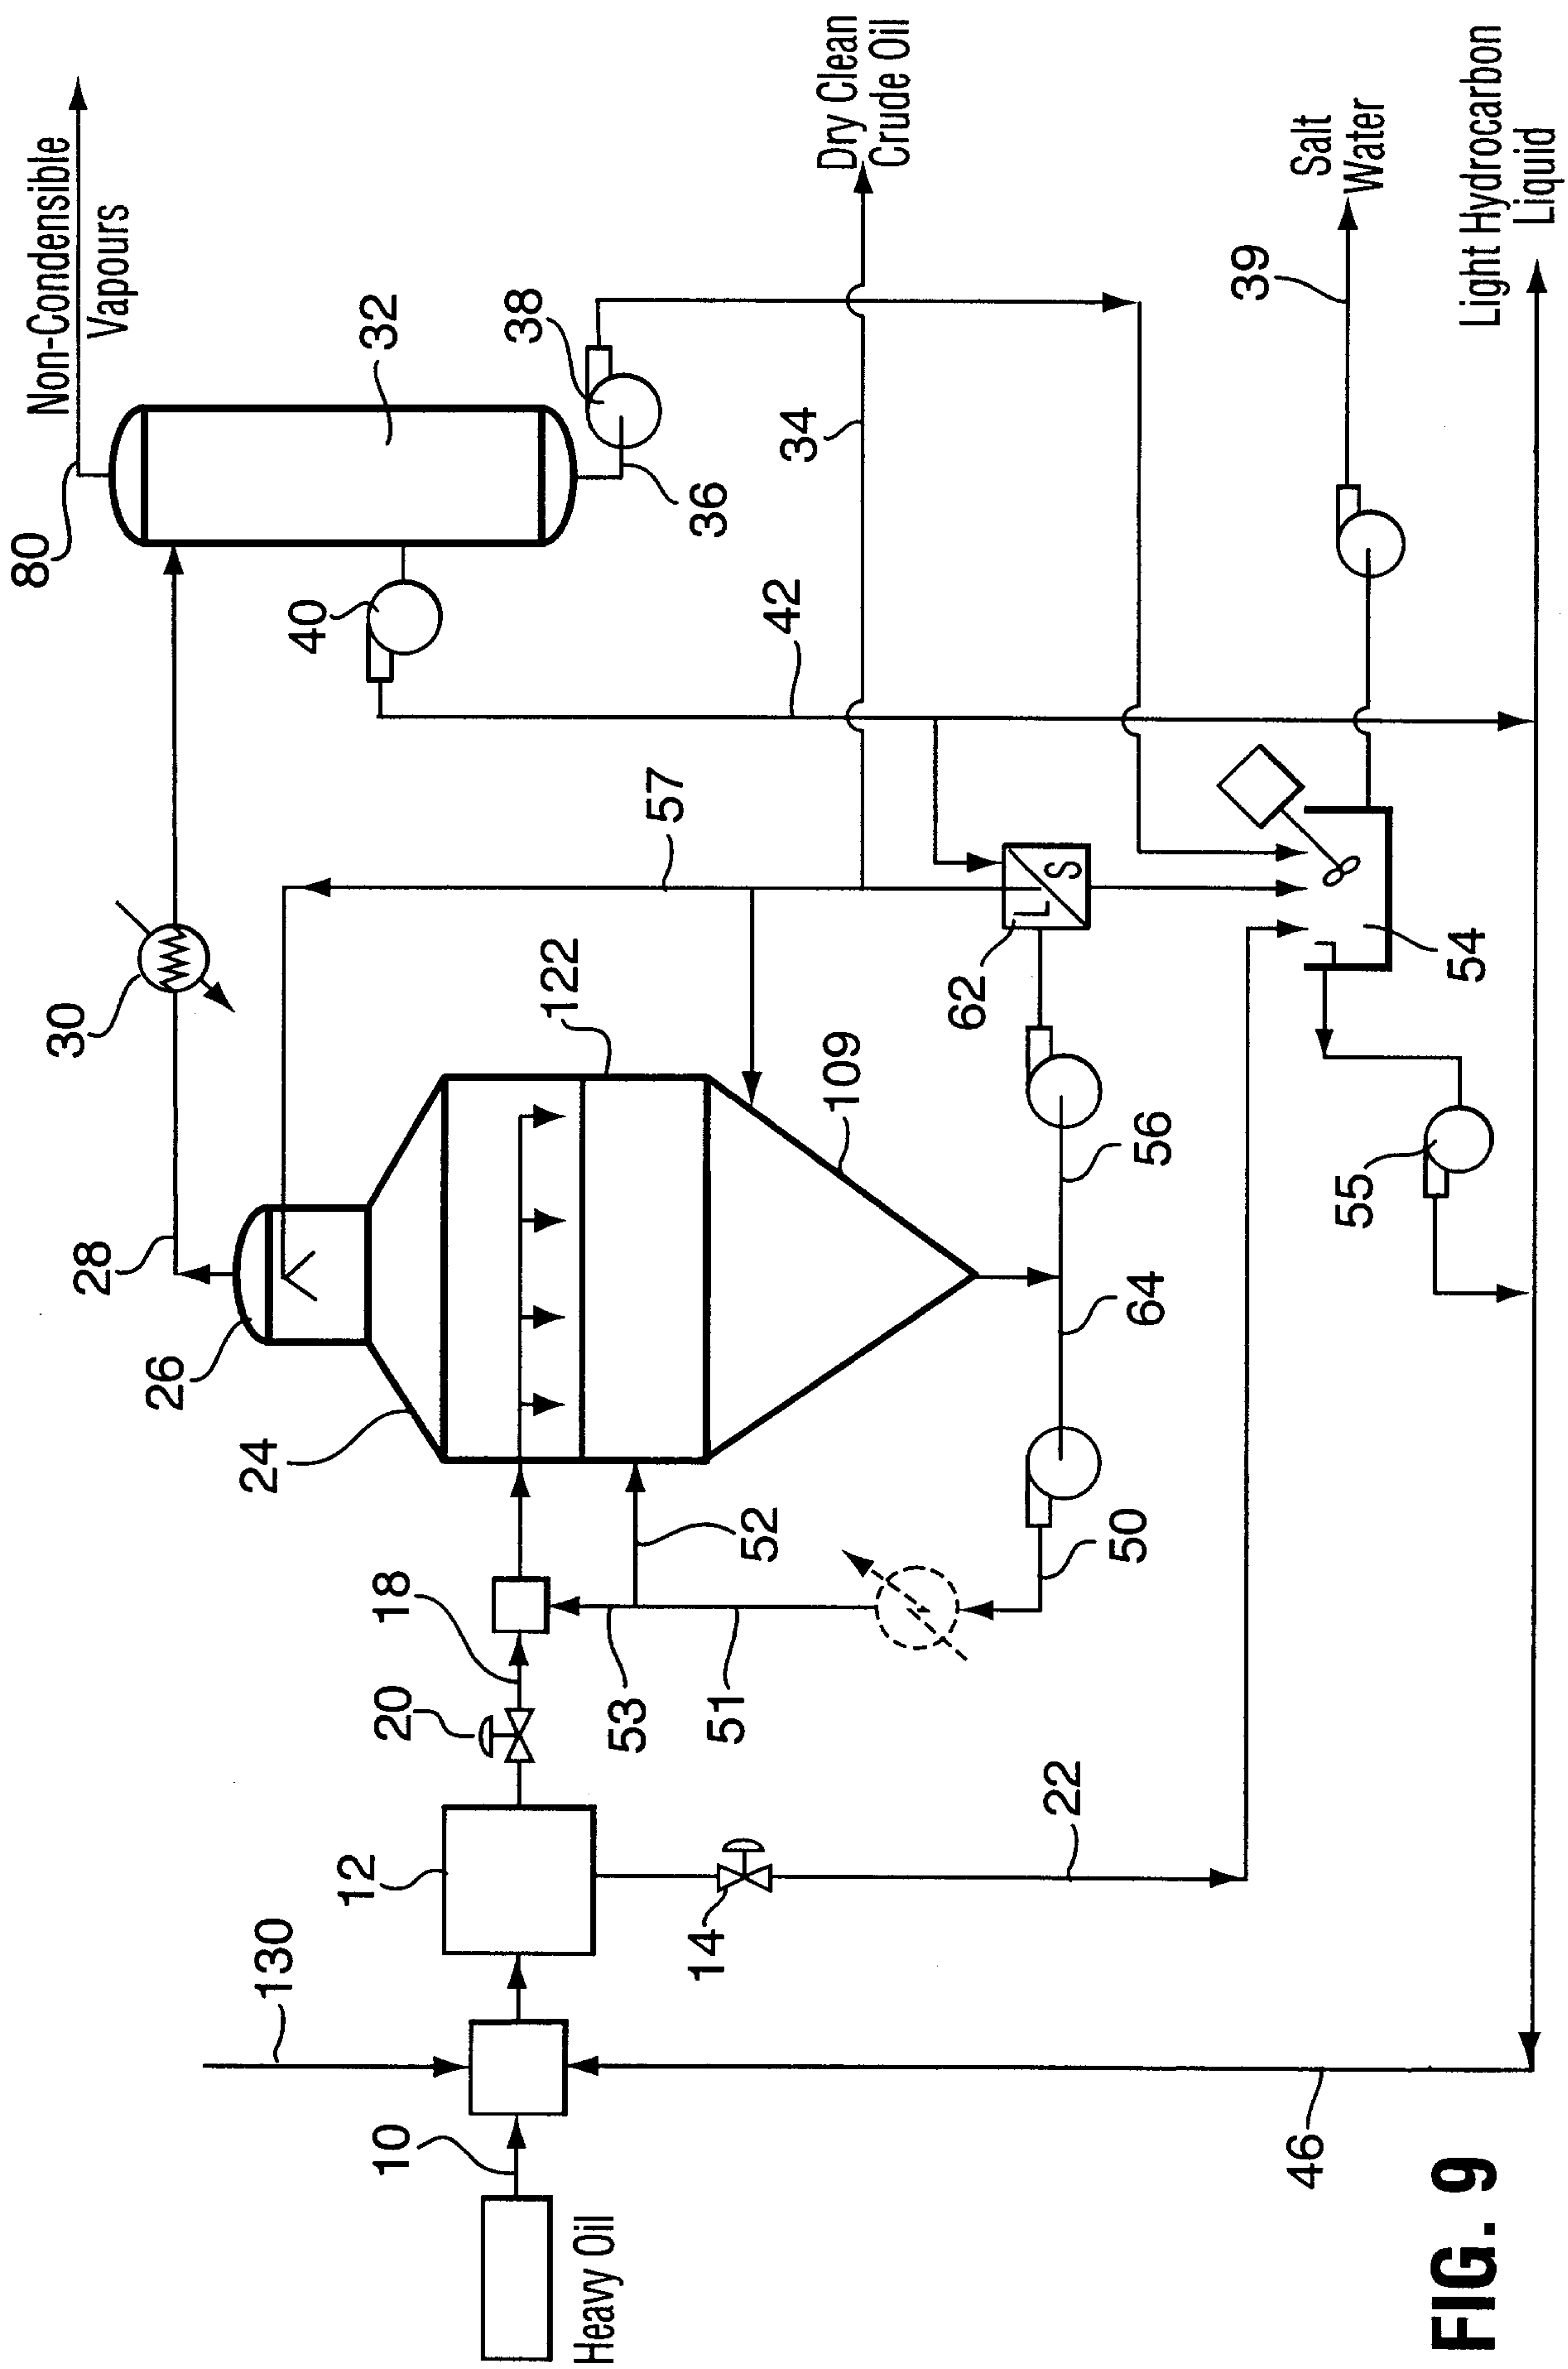 Non-Condensible
Vapours
80
32
38
36
40
30
28
26
24
57
42
34
Dry Clean
Crude Oil
122
109
62
L
S
56
64
50
52
53
51
18
20
12
14
22
130
10
Heavy Oil
39
Salt
Water
54
55
Light Hydrocarbon
Liquid
46
FIG. 9